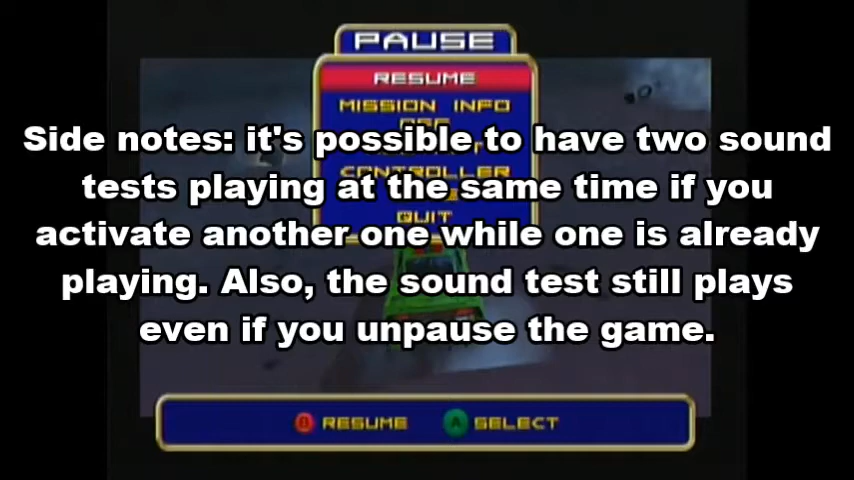 PAUSE
RESUME
MISSION INFO
Side notes: it's possible to have two sound
tests playing at the same time if you
CONTROLLER
QUIT
activate another one while one is already
playing. Also, the sound test still plays
even if you unpause the game.
B RESUME A SELECT